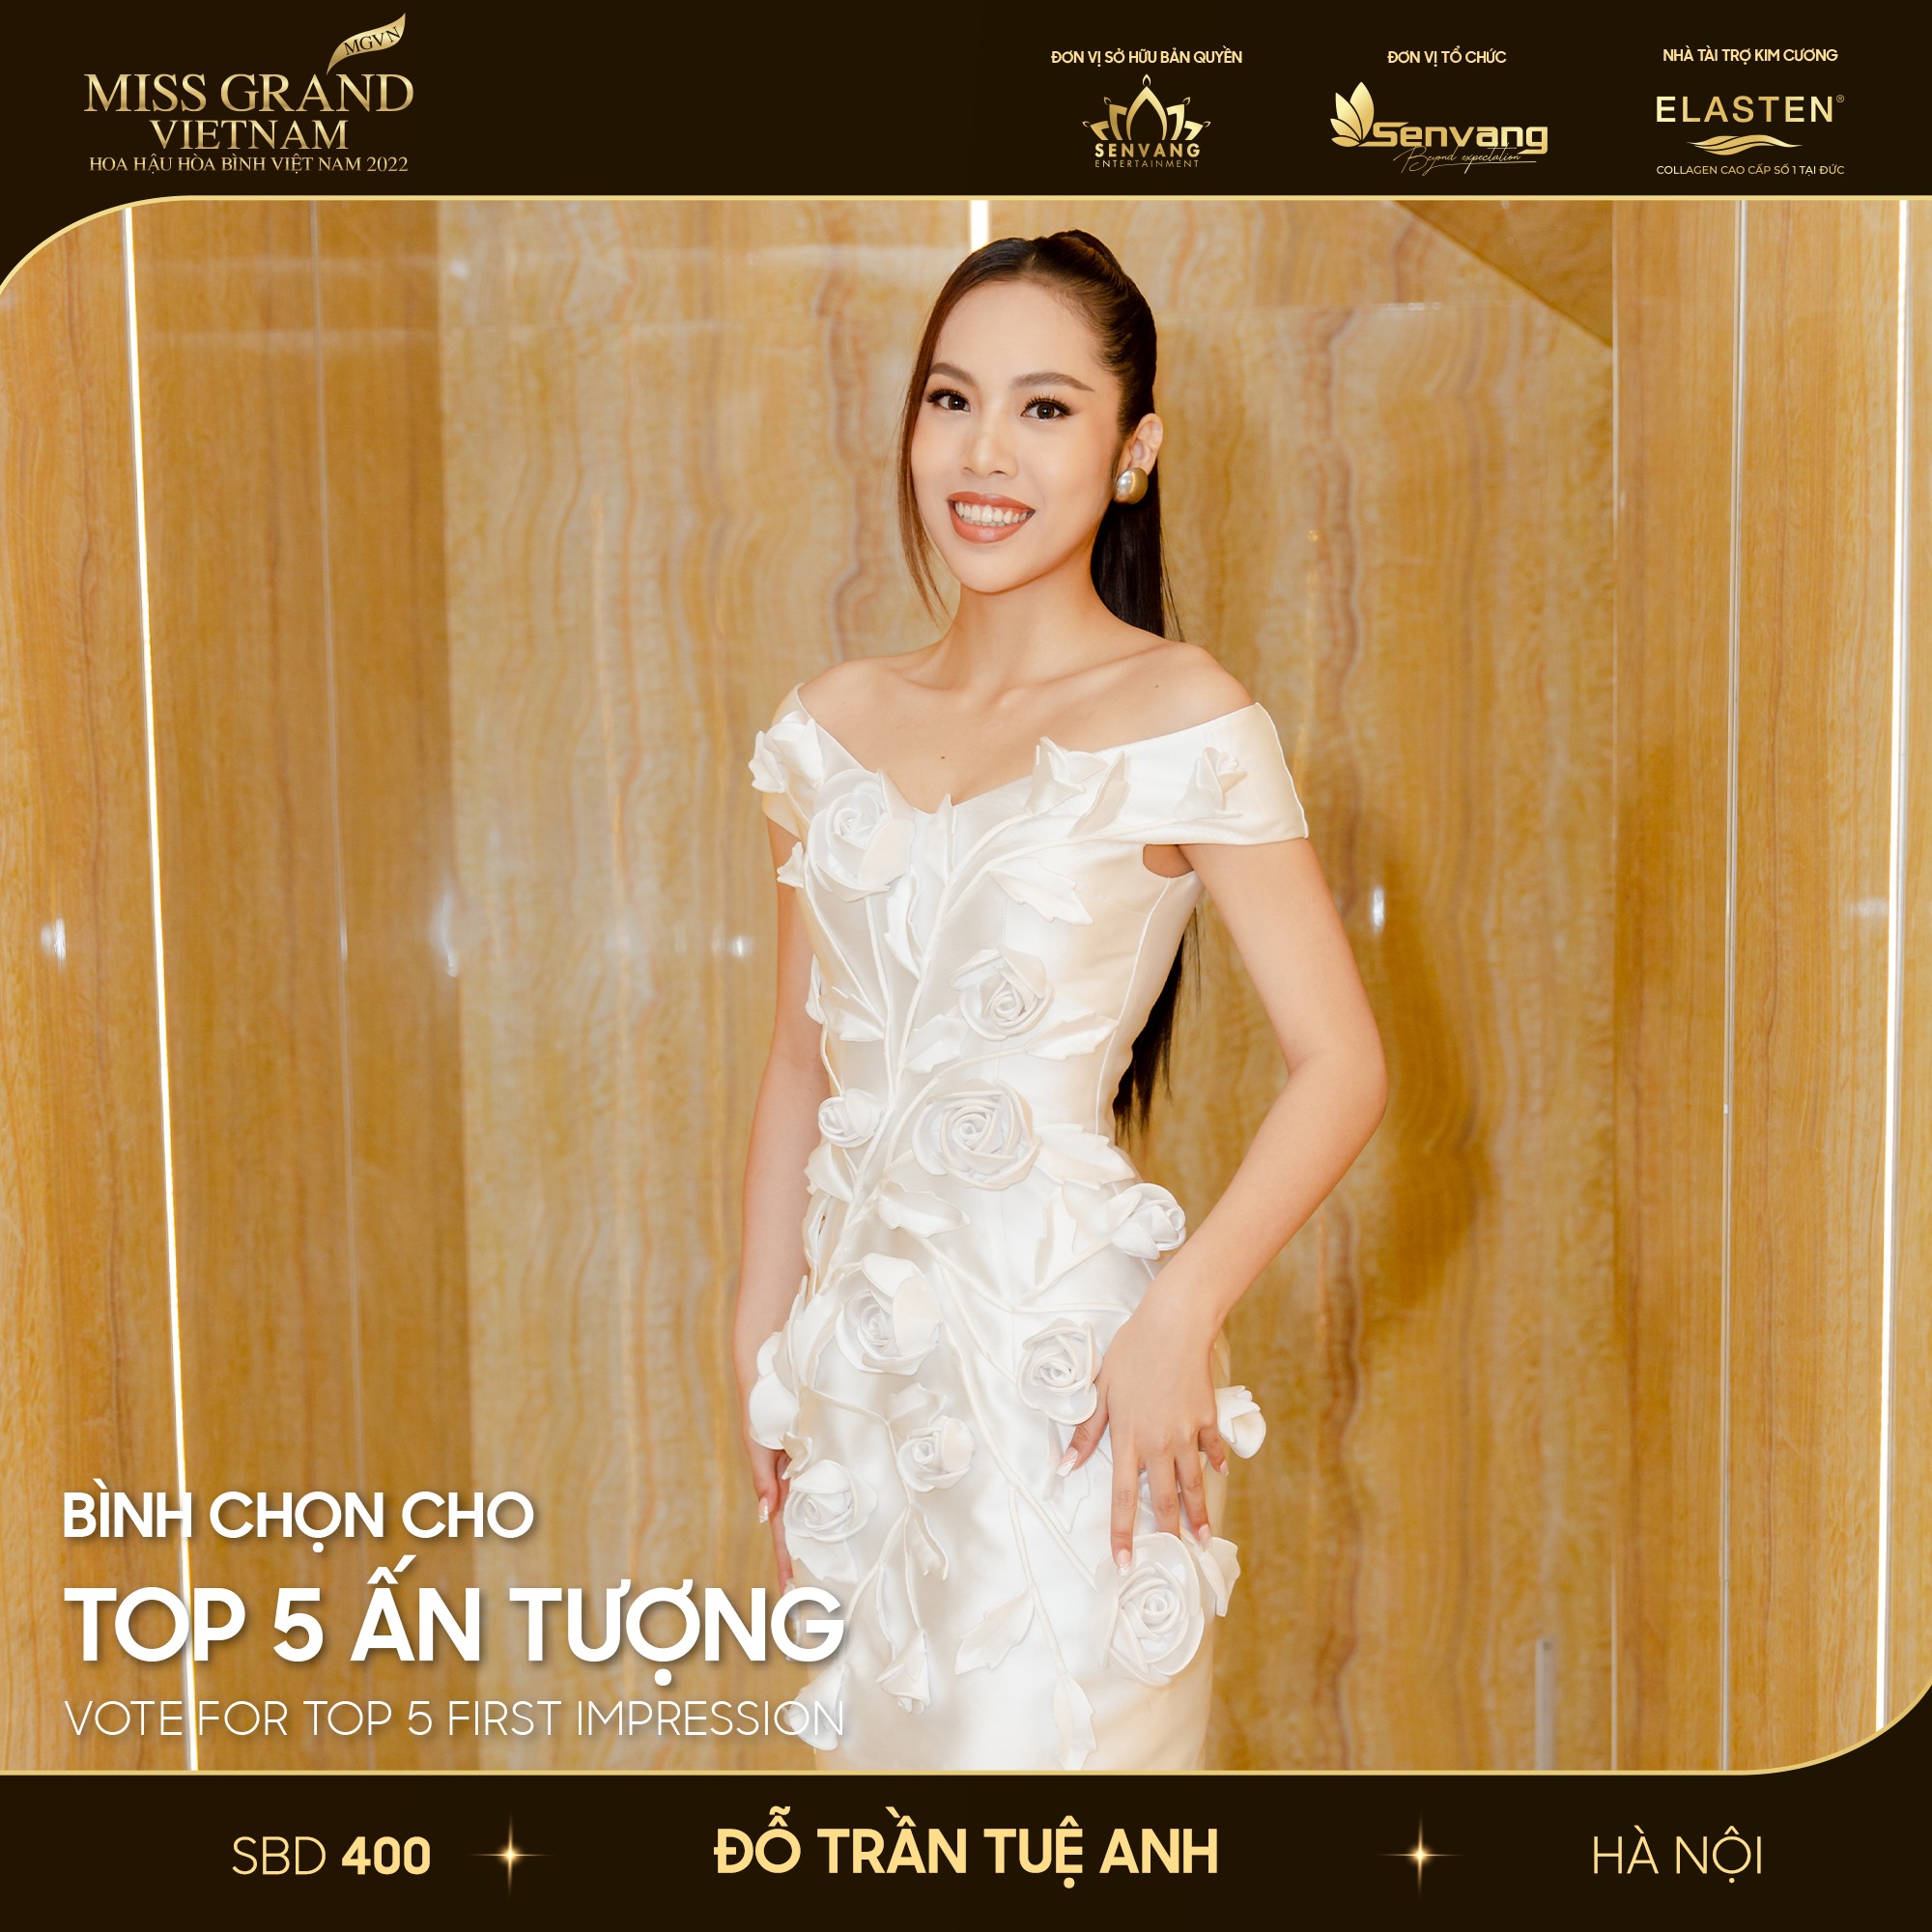 MGVN
MISS GRAND
VIETNAM
HOA HẬU HÒA BÌNH VIỆT NAM 2022
ĐƠN VỊ SỞ HỮU BẢN QUYỀN
SENVANG
ENTERTAINMENT
ĐƠN VỊ TỔ CHỨC
Senvang
Beyond expectation
NHÀ TÀI TRỢ KIM CƯƠNG
ELASTEN®
COLLAGEN CAO CẤP SỐ 1 TẠI ĐỨC
BÌNH CHỌN CHO
TOP 5 ẤN TƯỢNG
VOTE FOR TOP 5 FIRST IMPRESSION
SBD 400
ĐỖ TRẦN TUỆ ANH
HÀ NỘI